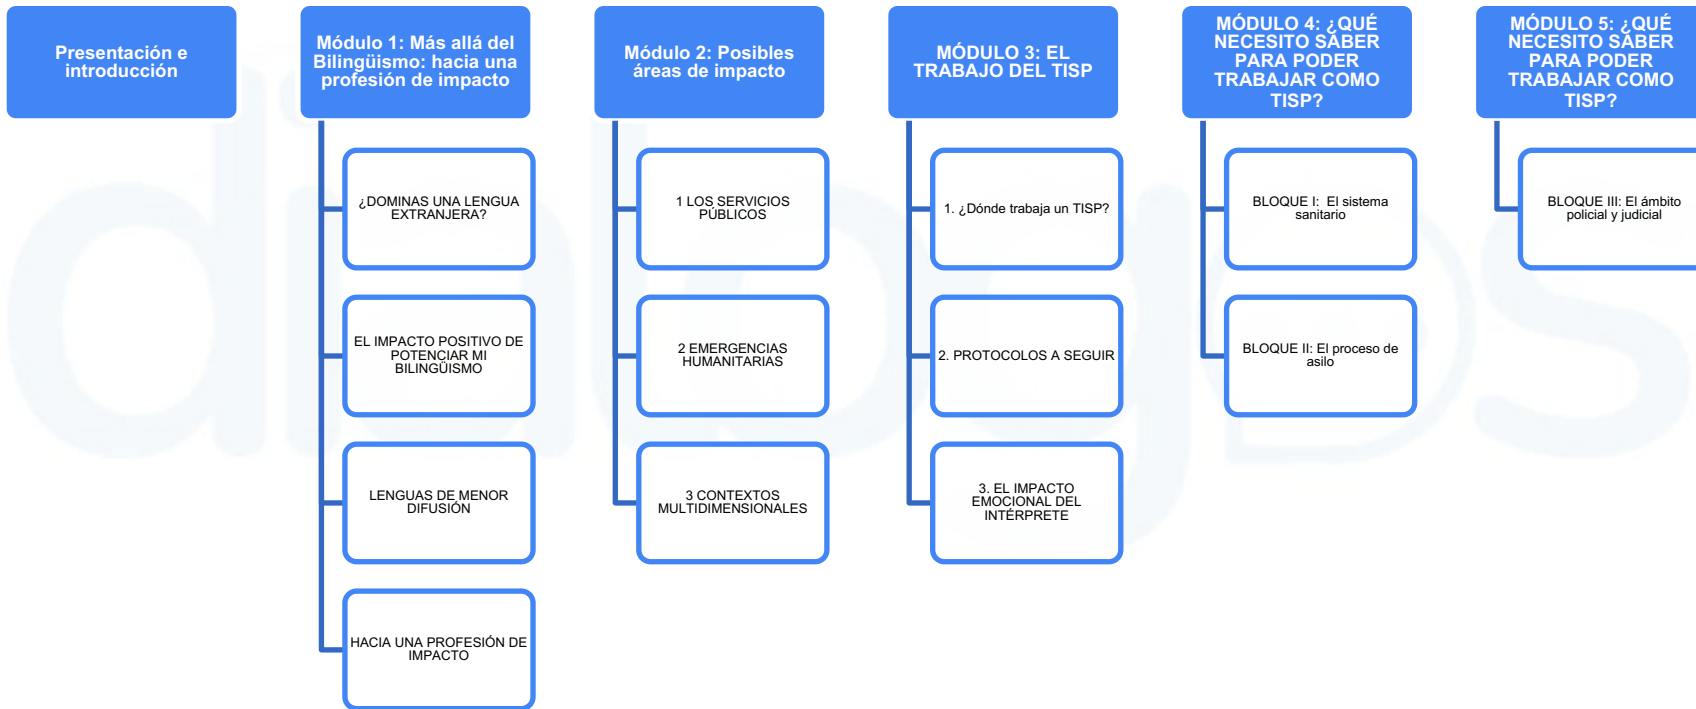 Presentación e
introducción
Módulo 1: Más allá del
Bilingüismo: hacia una
profesión de impacto
¿DOMINAS UNA LENGUA
EXTRANJERA?
EL IMPACTO POSITIVO DE
POTENCIAR MI
BILINGÜISMO
LENGUAS DE MENOR
DIFUSIÓN
HACIA UNA PROFESIÓN DE
IMPACTO
Módulo 2: Posibles
áreas de impacto
1 LOS SERVICIOS
PÚBLICOS
2 EMERGENCIAS
HUMANITARIAS
3 CONTEXTOS
MULTIDIMENSIONALES
MÓDULO 3: EL
TRABAJO DEL TISP
1. ¿Dónde trabaja un TISP?
2. PROTOCOLOS A SEGUIR
3. EL IMPACTO
EMOCIONAL DEL
INTÉRPRETE
MÓDULO 4: ¿QUÉ
NECESITO SABER
PARA PODER
TRABAJAR COMO
TISP?
BLOQUE I: El sistema
sanitario
BLOQUE II: El proceso de
asilo
MÓDULO 5: ¿QUÉ
NECESITO SABER
PARA PODER
TRABAJAR COMO
TISP?
BLOQUE III: El ámbito
policial y judicial
dialogos